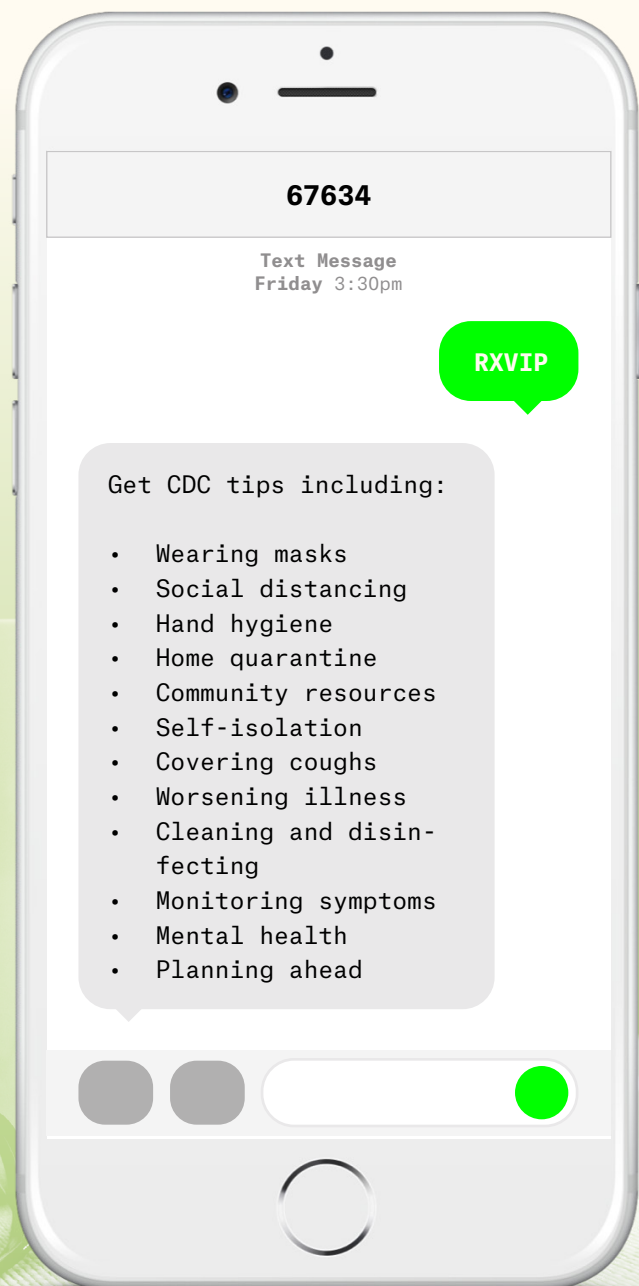 67634
Text Message
Friday 3:30pm
RXVIP
Get CDC tips including:
• Wearing masks
• Social distancing
• Hand hygiene
• Home quarantine
• Community resources
• Self-isolation
• Covering coughs
• Worsening illness
• Cleaning and disin-
fecting
• Monitoring symptoms
• Mental health
• Planning ahead